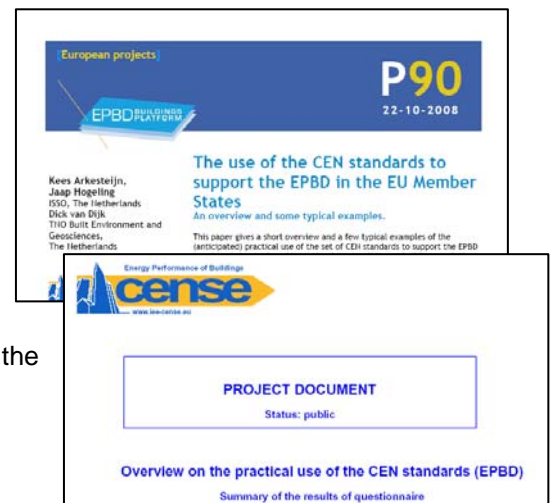 [European projects]
P90
22-10-2008
EPBD BUILDINGS
PLATFORM
Kees Arkesteijn,
Jaap Hogeling
ISSO, The Netherlands
Dick van Dijk
TNO Built Environment and
Geosciences,
The Netherlands
The use of the CEN standards to
support the EPBD in the EU Member
States
An overview and some typical examples.
This paper gives a short overview and a few typical examples of the
(anticipated) practical use of the set of CEN standards to support the EPBD
the
Energy Performance of Buildings
cense
www.iee-cense.eu
PROJECT DOCUMENT
Status: public
Overview on the practical use of the CEN standards (EPBD)
Summary of the results of questionnaire